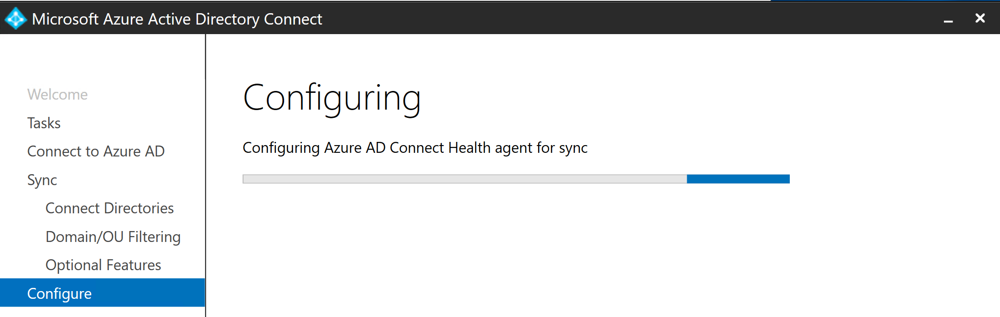 Microsoft Azure Active Directory Connect
Welcome
Tasks
Connect to Azure AD
Sync
Connect Directories
Domain/OU Filtering
Optional Features
Configure
Configuring
Configuring Azure AD Connect Health agent for sync